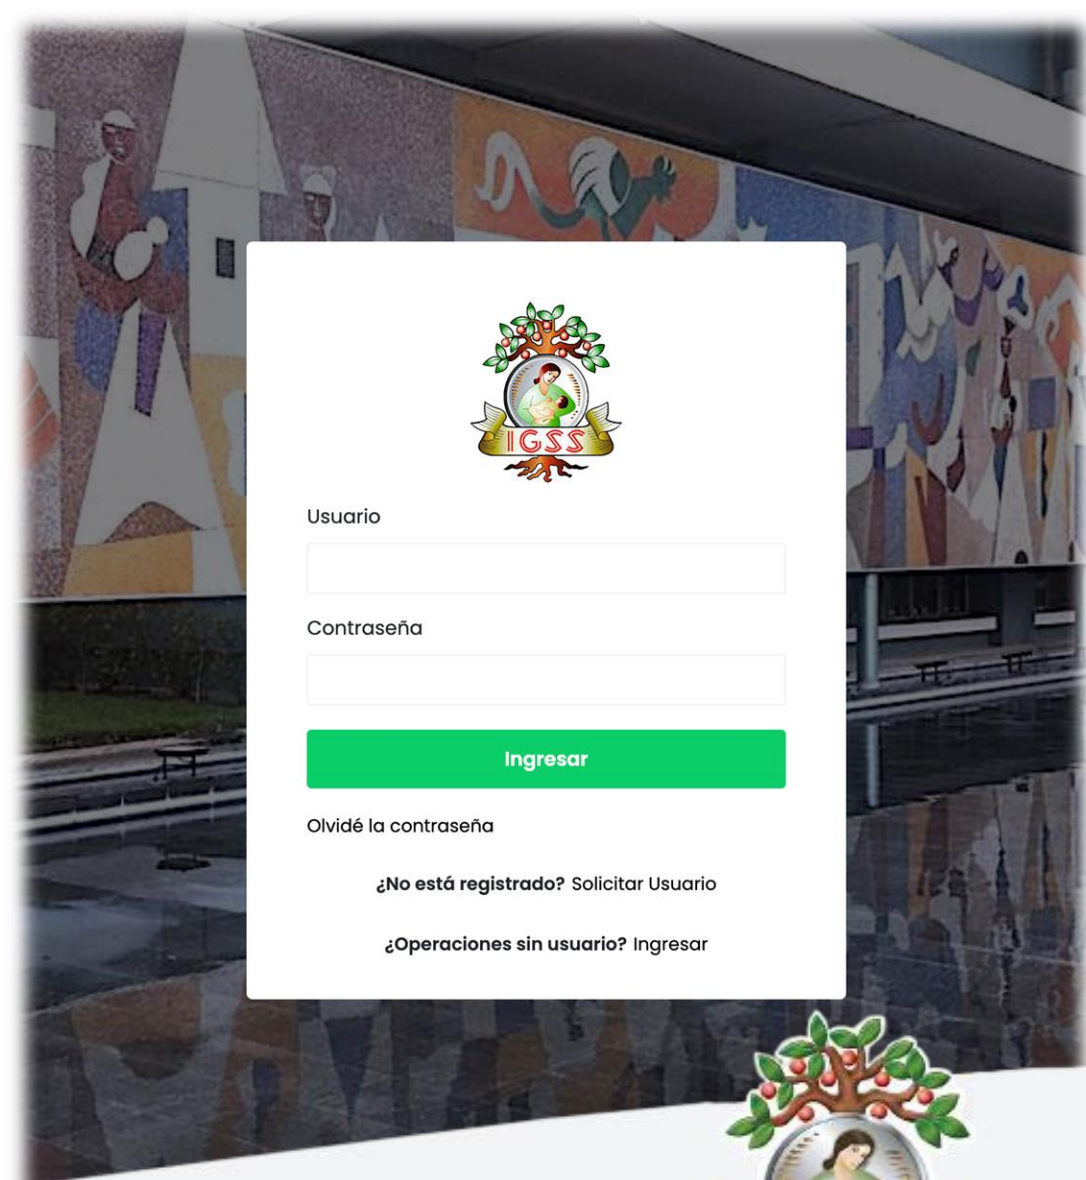 IGSS
Usuario
Contraseña
Ingresar
Olvidé la contraseña
¿No está registrado? Solicitar Usuario
¿Operaciones sin usuario? Ingresar